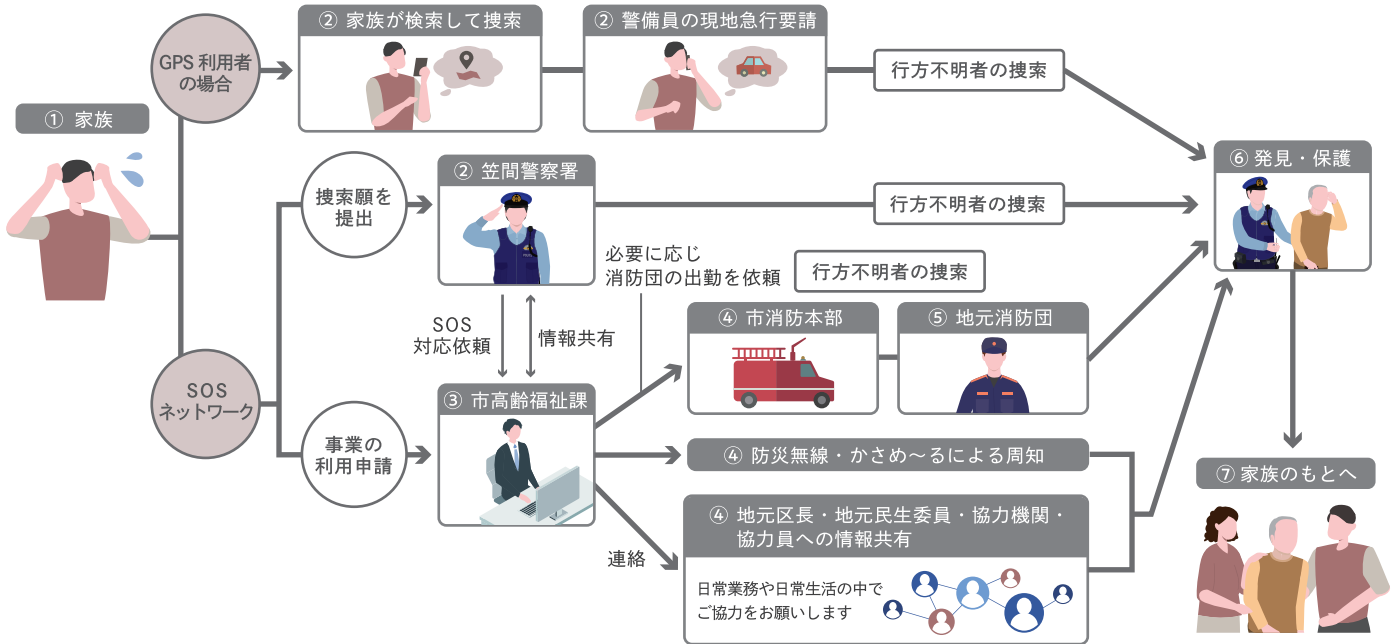 ① 家族
GPS 利用者
の場合
② 家族が検索して捜索
② 警備員の現地急行要請
行方不明者の捜索
捜索願を
提出
② 笠間警察署
行方不明者の捜索
SOS
対応依頼
情報共有
必要に応じ
消防団の出勤を依頼
行方不明者の捜索
④ 市消防本部
⑤ 地元消防団
SOS
ネットワーク
事業の
利用申請
③ 市高齢福祉課
④ 防災無線・かさめ～るによる周知
連絡
④ 地元区長・地元民生委員・協力機関・
協力員への情報共有
日常業務や日常生活の中で
ご協力をお願いします
⑥ 発見・保護
⑦ 家族のもとへ